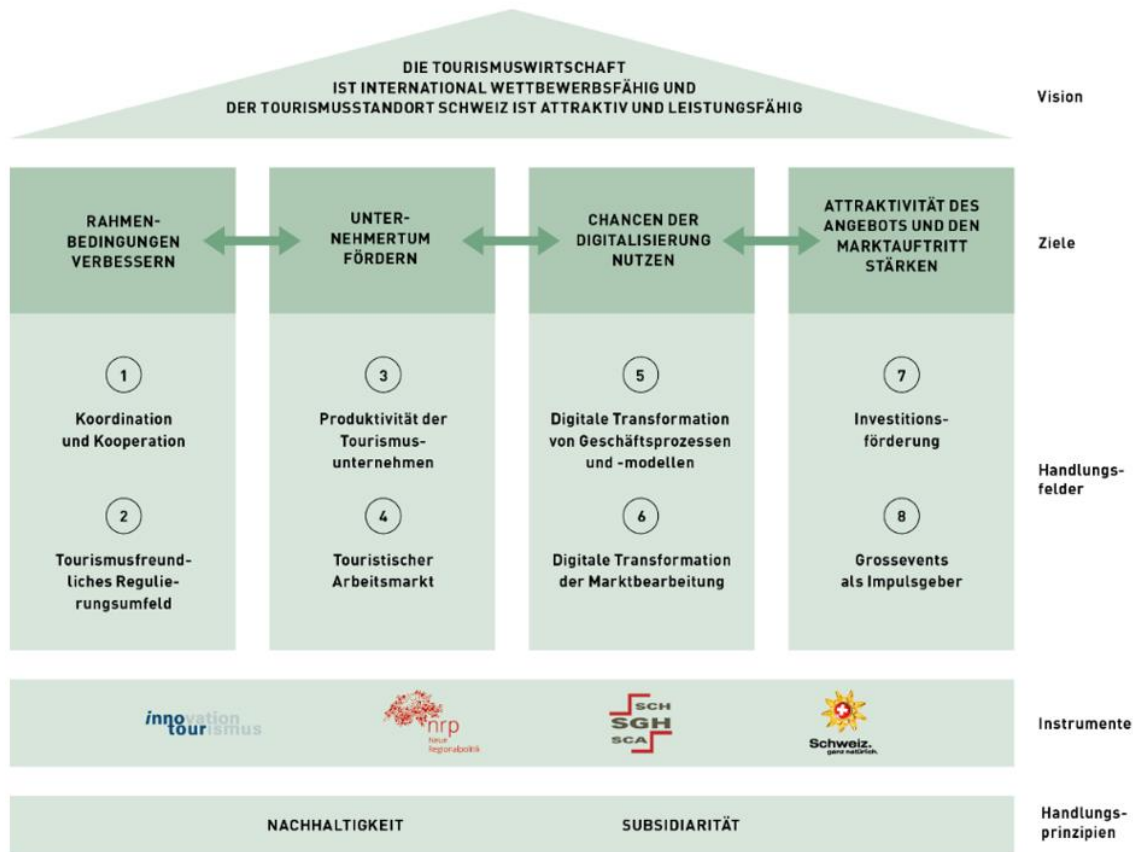 DIE TOURISMUSWIRTSCHAFT
IST INTERNATIONAL WETTBEWERBSFÄHIG UND
DER TOURISMUSSTANDORT SCHWEIZ IST ATTRAKTIV UND LEISTUNGSFÄHIG
Vision
RAHMEN-
BEDINGUNGEN
VERBESSERN
UNTER-
NEHMERTUM
FÖRDERN
CHANCEN DER
DIGITALISIERUNG
NUTZEN
ATTRAKTIVITÄT DES
ANGEBOTS UND DEN
MARKTAUFTRITT
STÄRKEN
Ziele
1
Koordination
und Kooperation
3
Produktivität der
Tourismus-
unternehmen
5
Digitale Transformation
von Geschäftsprozessen
und -modellen
7
Investitions-
förderung
2
Tourismusfreund-
liches Regulie-
rungsumfeld
4
Touristischer
Arbeitsmarkt
6
Digitale Transformation
der Marktbearbeitung
8
Grossevents
als Impulsgeber
Handlungs-
felder
innovation
tourismus
nrp
Neue
Regionalpolitik
SCH
SGH
SCA
Schweiz.
ganz natürlich.
Instrumente
NACHHALTIGKEIT
SUBSIDIARITÄT
Handlungs-
prinzipien